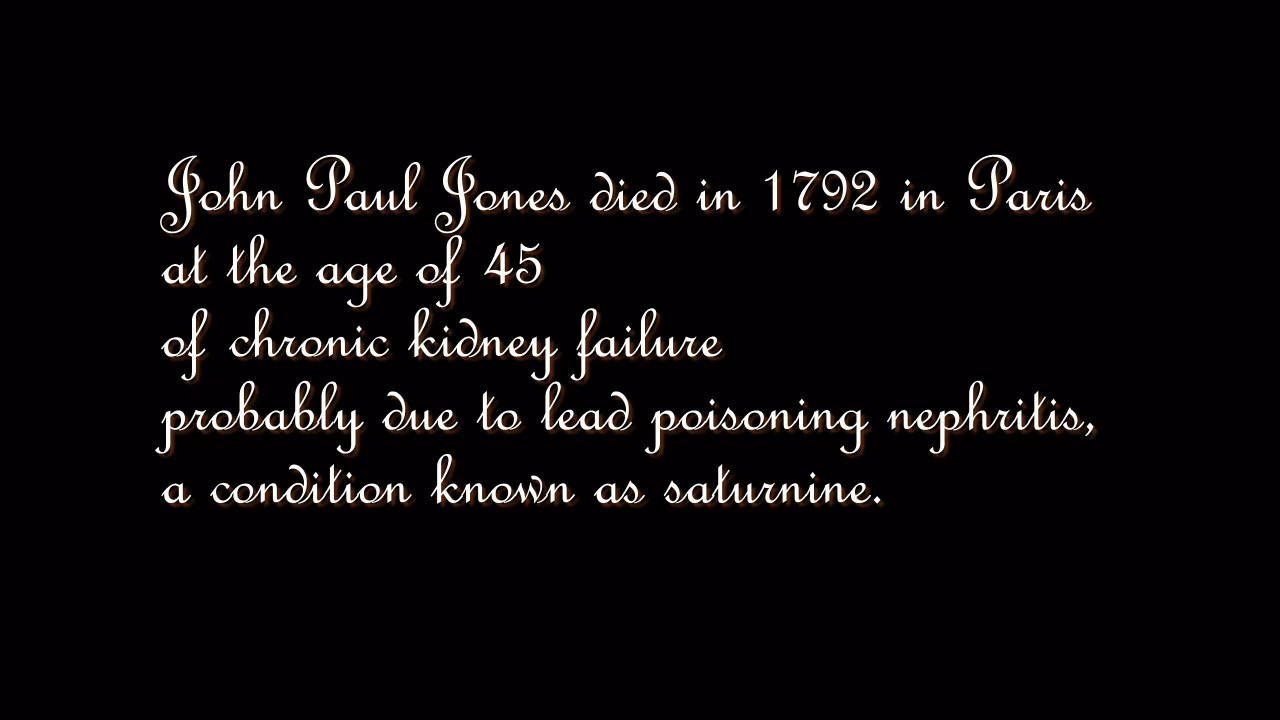 John Paul Jones died in 1792 in Paris
at the age of 45
of chronic kidney failure
probably due to lead poisoning nephritis,
a condition known as saturnine.